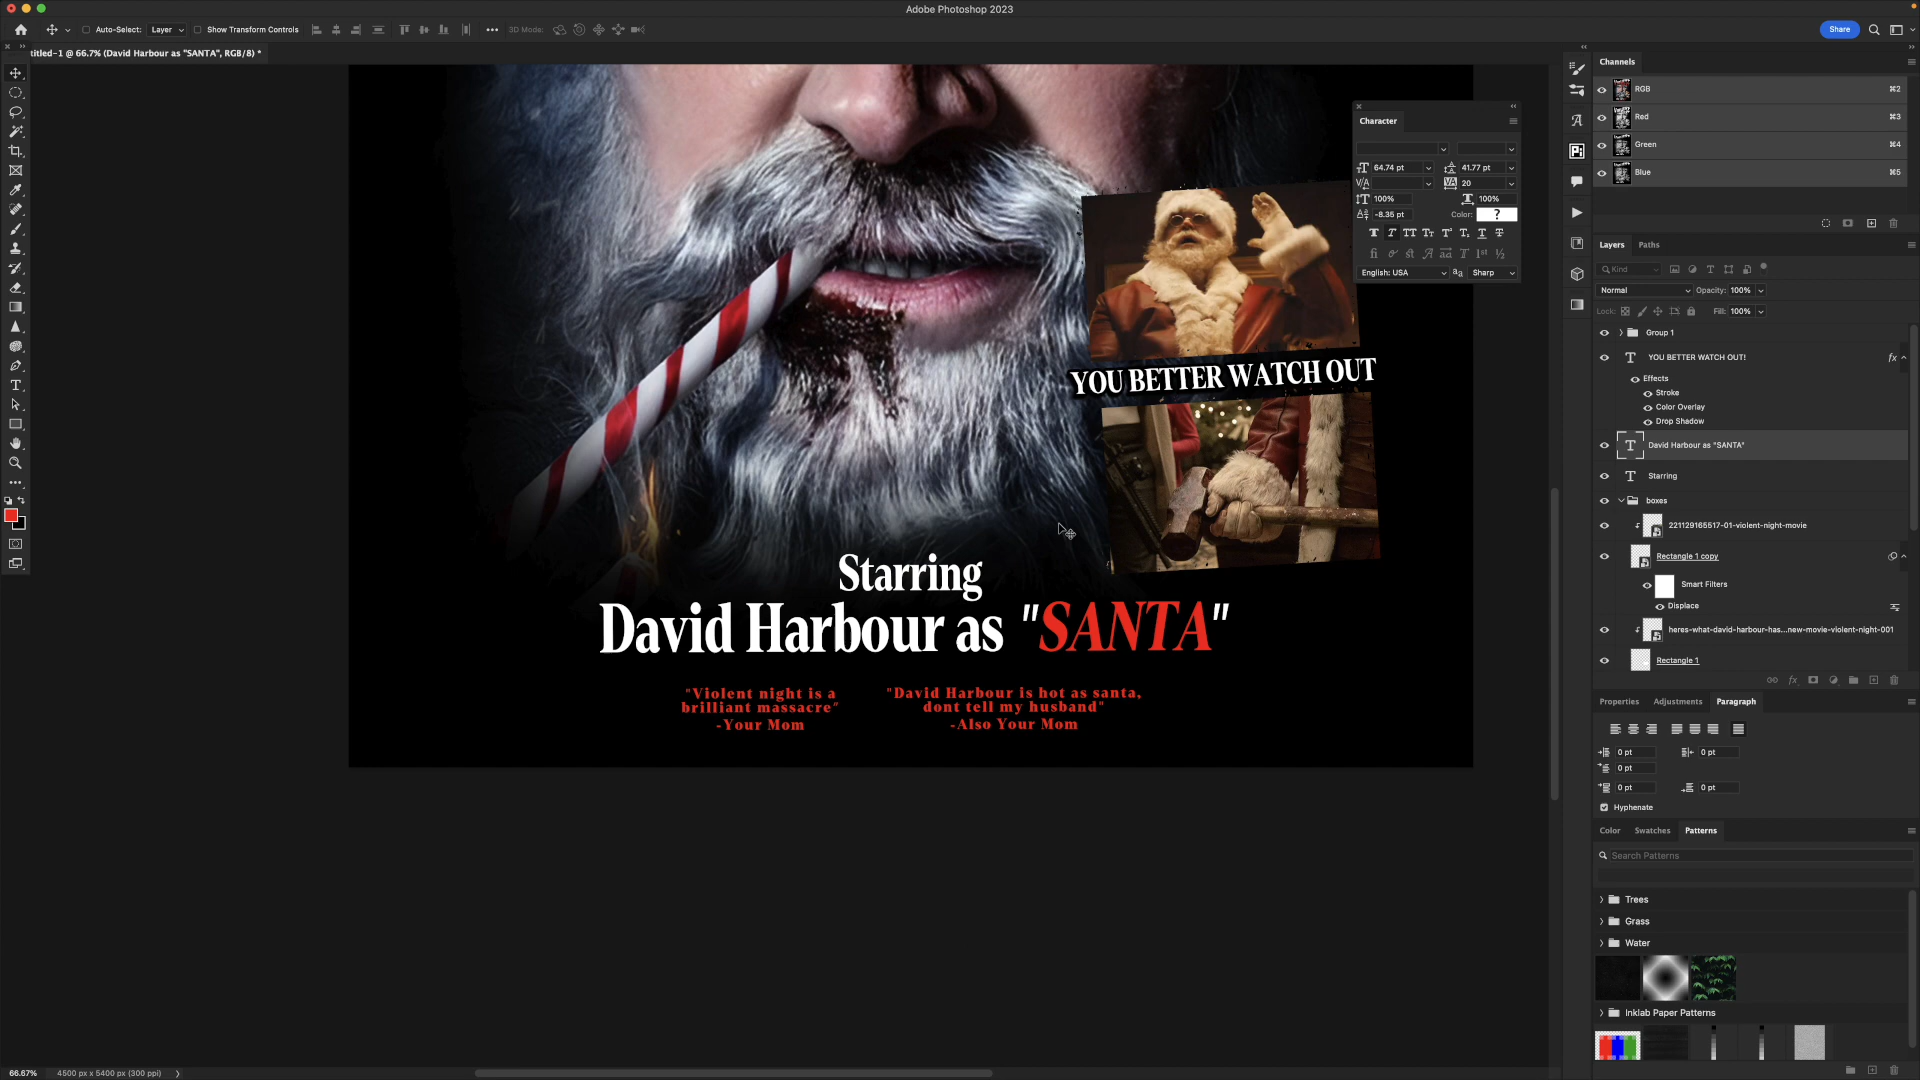 Adobe Photoshop 2023
Auto-Select:
Layer
Show Transform Controls
3D Mode:
Share
titled-1 @ 66.7% (David Harbour as "SANTA", RGB/8) *
Channels
RGB
⌘2
Red
⌘3
Green
⌘4
Blue
⌘5
Character
64.74 pt
41.77 pt
20
100%
100%
-8.35 pt
Color:
?
English: USA
Sharp
YOU BETTER WATCH OUT
Starring
David Harbour as "SANTA"
"Violent night is a
brilliant massacre"
-Your Mom
"David Harbour is hot as santa,
dont tell my husband"
-Also Your Mom
Layers
Paths
Kind
Normal
Opacity: 100%
Lock:
Fill: 100%
Group 1
YOU BETTER WATCH OUT!
fx
Effects
Stroke
Color Overlay
Drop Shadow
David Harbour as "SANTA"
Starring
boxes
221129165517-01-violent-night-movie
Rectangle 1 copy
Smart Filters
Displace
heres-what-david-harbour-has...new-movie-violent-night-001
Rectangle 1
Properties
Adjustments
Paragraph
0 pt
0 pt
0 pt
0 pt
0 pt
Hyphenate
Color
Swatches
Patterns
Search Patterns
Trees
Grass
Water
Inklab Paper Patterns
66.67%
4500 px x 5400 px (300 ppi)